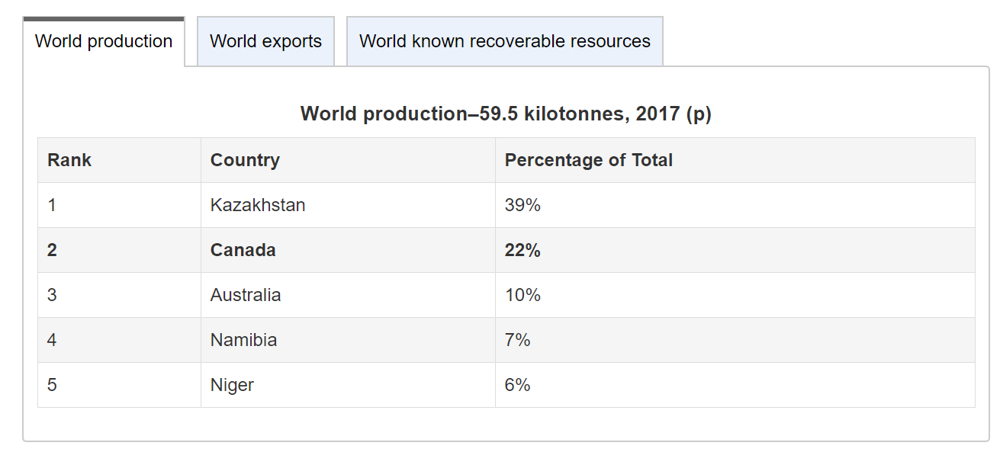 World production World exports World known recoverable resources
World production–59.5 kilotonnes, 2017 (p)
Rank Country Percentage of Total
1 Kazakhstan 39%
2 Canada 22%
3 Australia 10%
4 Namibia 7%
5 Niger 6%